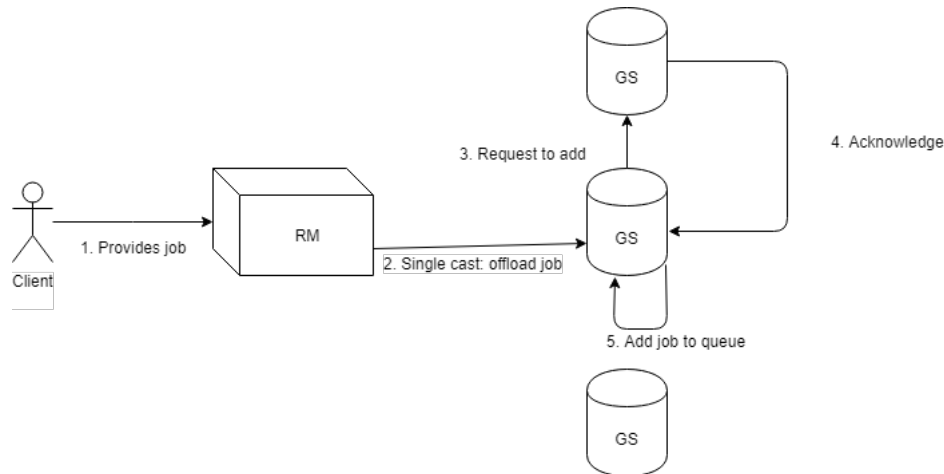 GS
4. Acknowledge
3. Request to add
RM
GS
1. Provides job
2. Single cast: offload job
Client
5. Add job to queue
GS